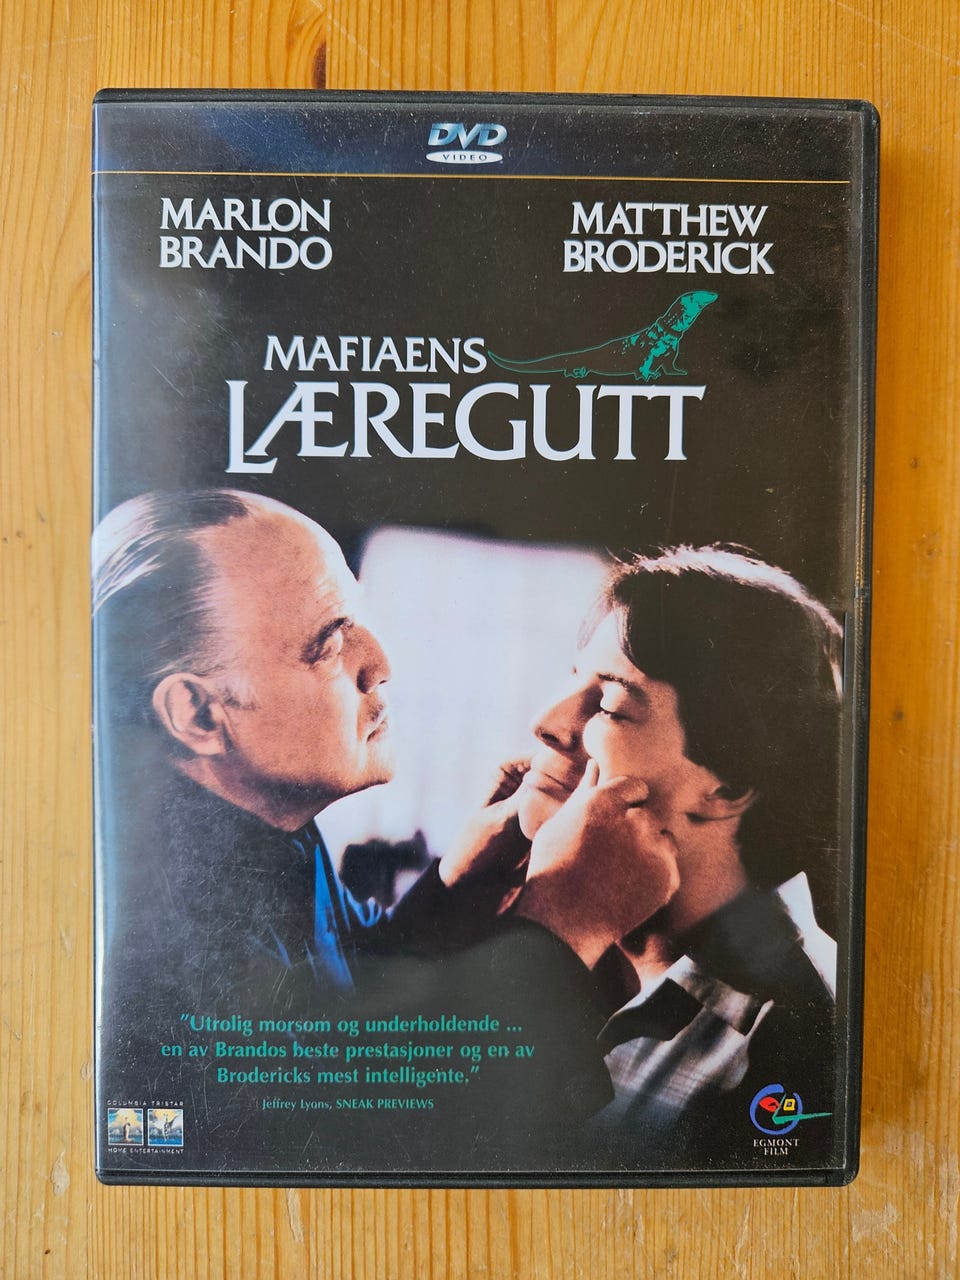 DVD
VIDEO
MARLON
BRANDO
MATTHEW
BRODERICK
MAFIAENS
LÆREGUTT
"Utrolig morsom og underholdende ...
en av Brandos beste prestasjoner og en av
Brodericks mest intelligente."
Jeffrey Lyons, SNEAK PREVIEWS
COLUMBIA TRISTAR
HOME ENTERTAINMENT
EGMONT
FILM